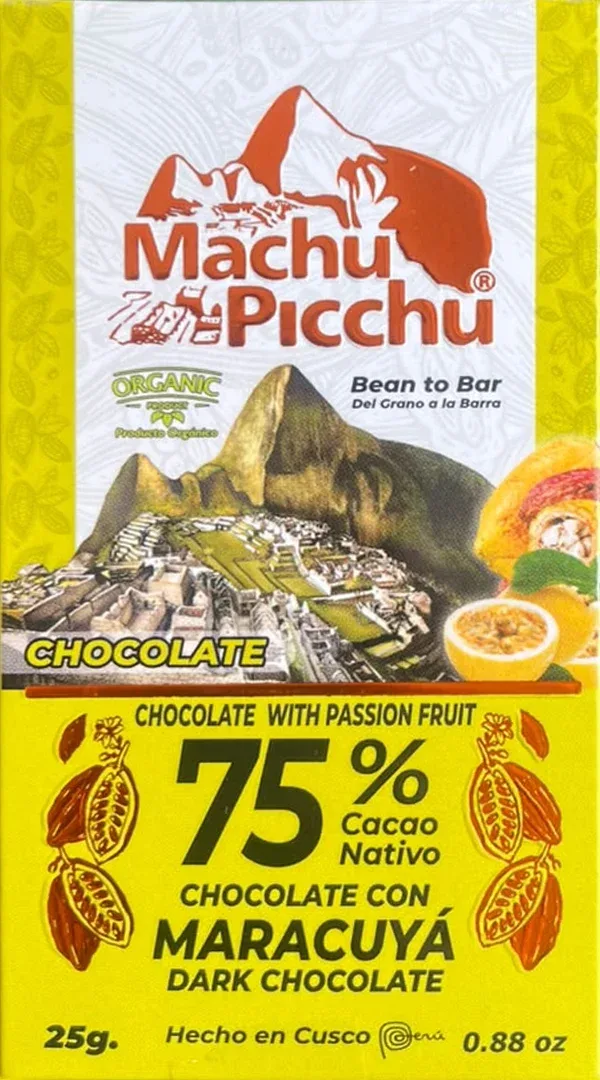 Machu
Picchu®
ORGANIC
PRODUCT
Producto Orgánico
Bean to Bar
Del Grano a la Barra
CHOCOLATE
CHOCOLATE WITH PASSION FRUIT
75%
Cacao
Nativo
CHOCOLATE CON
MARACUYÁ
DARK CHOCOLATE
25g.
Hecho en Cusco Perú
0.88 oz